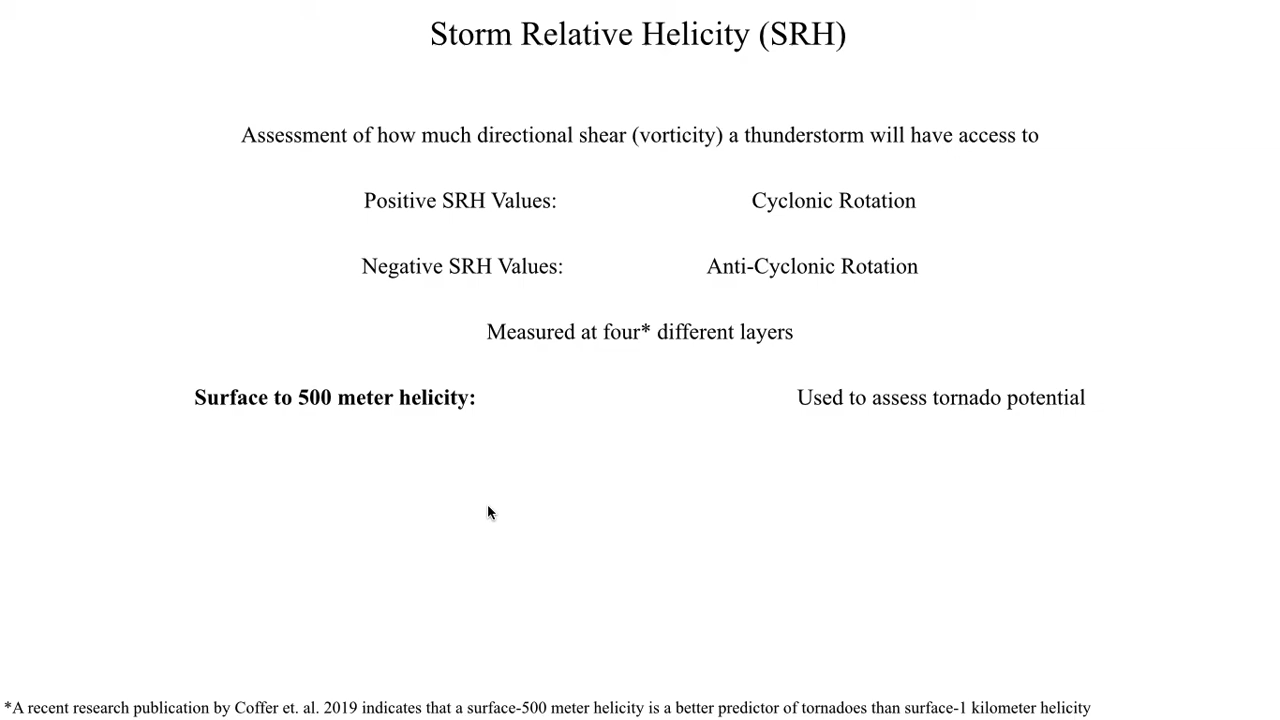 Storm Relative Helicity (SRH)
Assessment of how much directional shear (vorticity) a thunderstorm will have access to
Positive SRH Values: Cyclonic Rotation
Negative SRH Values: Anti-Cyclonic Rotation
Measured at four* different layers
Surface to 500 meter helicity: Used to assess tornado potential
*A recent research publication by Coffer et. al. 2019 indicates that a surface-500 meter helicity is a better predictor of tornadoes than surface-1 kilometer helicity